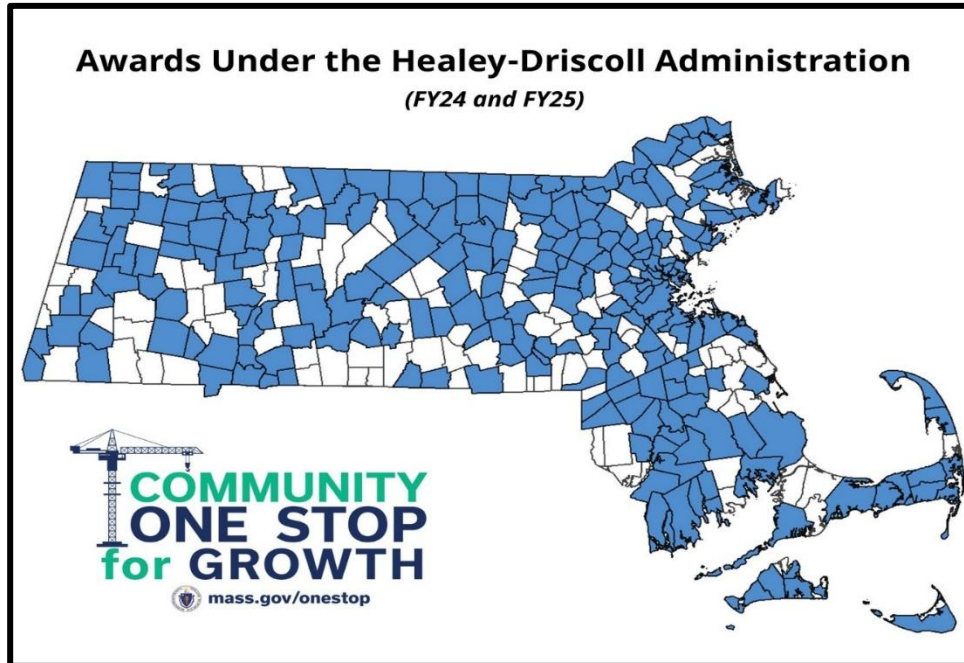 Awards Under the Healey-Driscoll Administration
(FY24 and FY25)
COMMUNITY
ONE STOP
for GROWTH
mass.gov/onestop